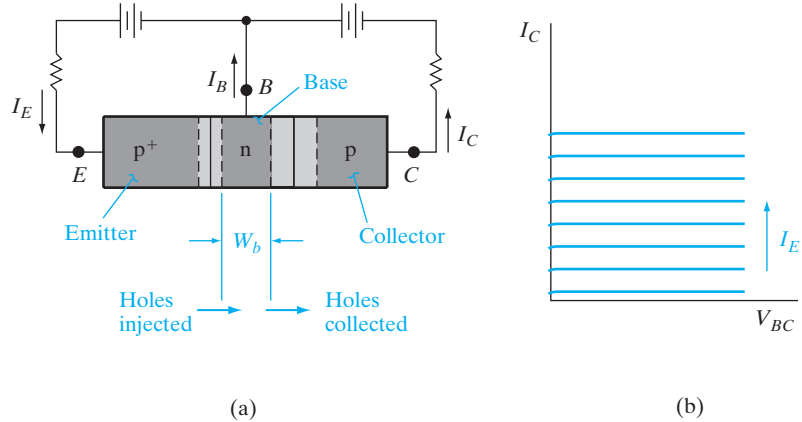 I_B
B
Base
I_E
I_C
p⁺
n
p
E
C
Emitter
W_b
Collector
Holes
injected
Holes
collected
(a)
I_C
I_E
V_BC
(b)